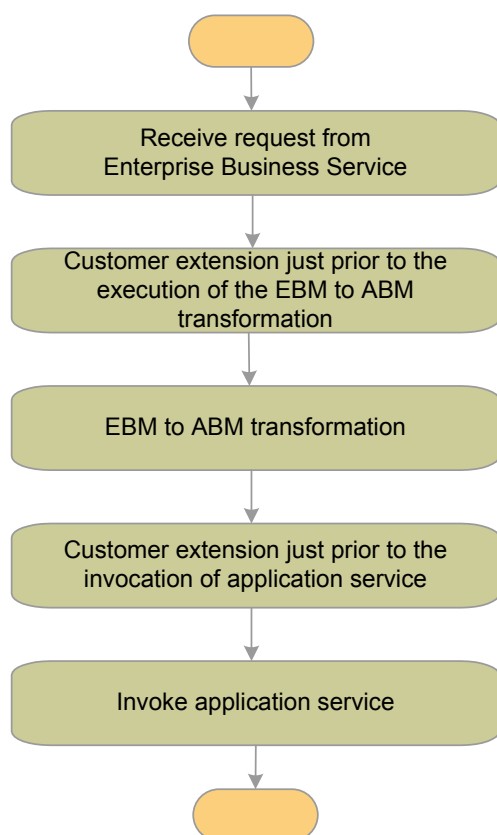 Receive request from
Enterprise Business Service
Customer extension just prior to the
execution of the EBM to ABM
transformation
EBM to ABM transformation
Customer extension just prior to the
invocation of application service
Invoke application service